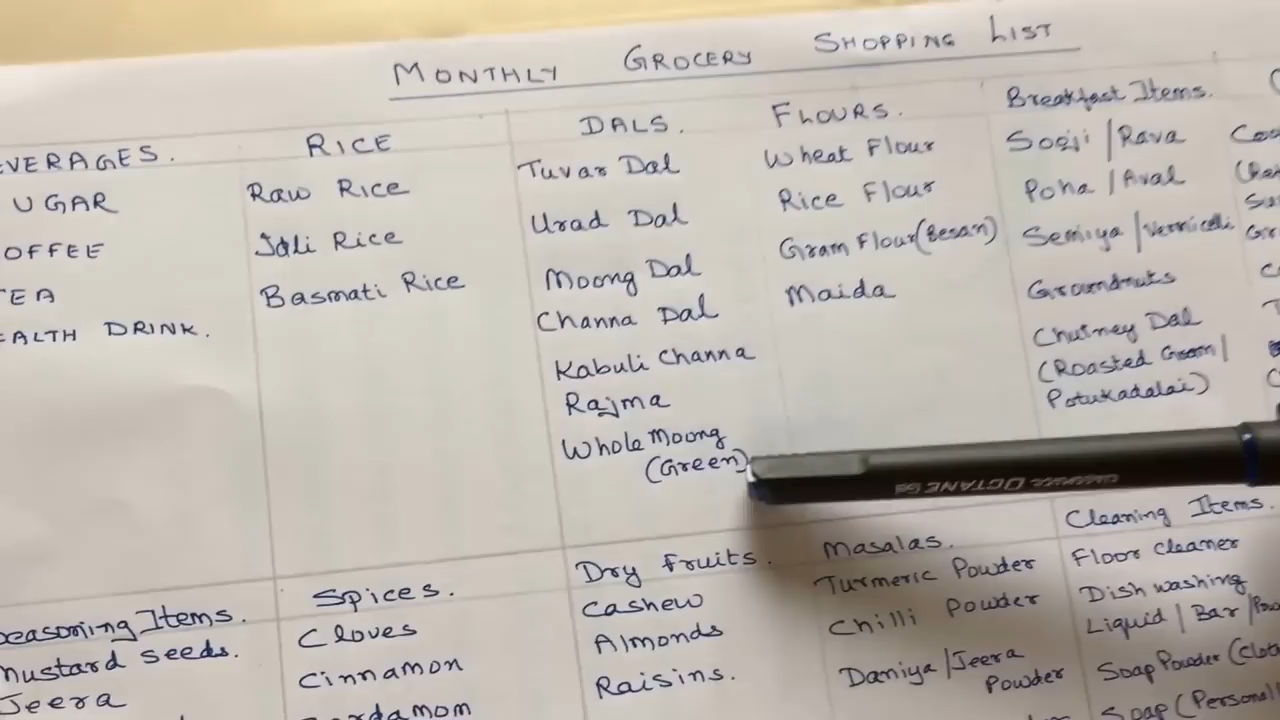 MONTHLY GROCERY SHOPPING LIST
EVERAGES.
UGAR
OFFEE
TEA
EALTH DRINK.
RICE
Raw Rice
Idli Rice
Basmati Rice
DALS.
Tuvar Dal
Urad Dal
Moong Dal
Channa Dal
Kabuli Channa
Rajma
Whole Moong
(Green)
FLOURS.
Wheat Flour
Rice Flour
Gram Flour (Besan)
Maida
Breakfast Items.
Sooji / Rava
Poha / Aval
Semiya / Vermicelli
Groundnuts
Chutney Dal
(Roasted Gram /
Potukadalai)
OCTANE
Seasoning Items.
Mustard Seeds.
Jeera
Spices.
Cloves
Cinnamon
Cardamom
Dry Fruits.
Cashew
Almonds
Raisins.
Masalas.
Turmeric Powder
Chilli Powder
Daniya / Jeera
Powder
Cleaning Items.
Floor Cleaner
Dish washing
Liquid / Bar /
Soap Powder
Soap (Personal